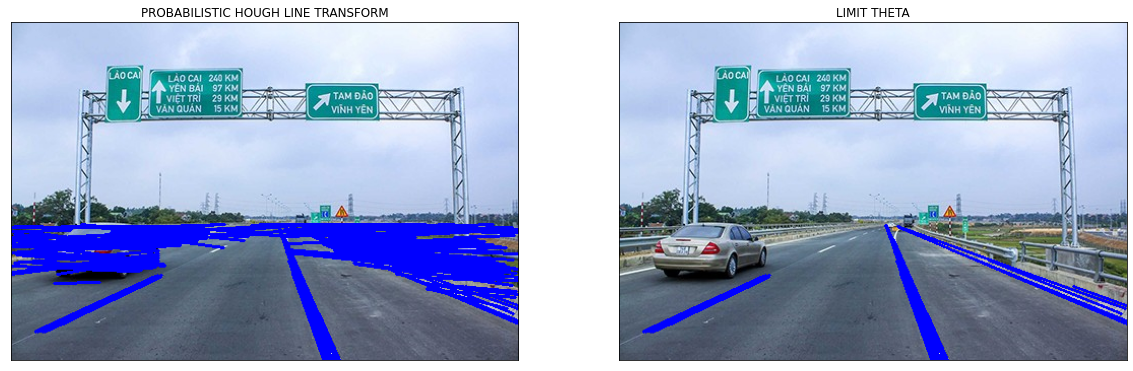 PROBABILISTIC HOUGH LINE TRANSFORM
LÀO CAI
LÀO CAI 240 KM
YÊN BÁI 97 KM
VIỆT TRÌ 29 KM
VĂN QUÁN 15 KM
TAM ĐẢO
VĨNH YÊN
LIMIT THETA
LÀO CAI
LÀO CAI 240 KM
YÊN BÁI 97 KM
VIỆT TRÌ 29 KM
VĂN QUÁN 15 KM
TAM ĐẢO
VĨNH YÊN